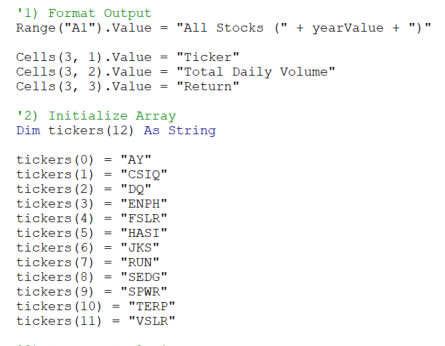 '1) Format Output
Range("A1").Value = "All Stocks (" + yearValue + ")"
Cells(3, 1).Value = "Ticker"
Cells(3, 2).Value = "Total Daily Volume"
Cells(3, 3).Value = "Return"
'2) Initialize Array
Dim tickers(12) As String
tickers(0) = "AY"
tickers(1) = "CSIQ"
tickers(2) = "DQ"
tickers(3) = "ENPH"
tickers(4) = "FSLR"
tickers(5) = "HASI"
tickers(6) = "JKS"
tickers(7) = "RUN"
tickers(8) = "SEDG"
tickers(9) = "SPWR"
tickers(10) = "TERP"
tickers(11) = "VSLR"